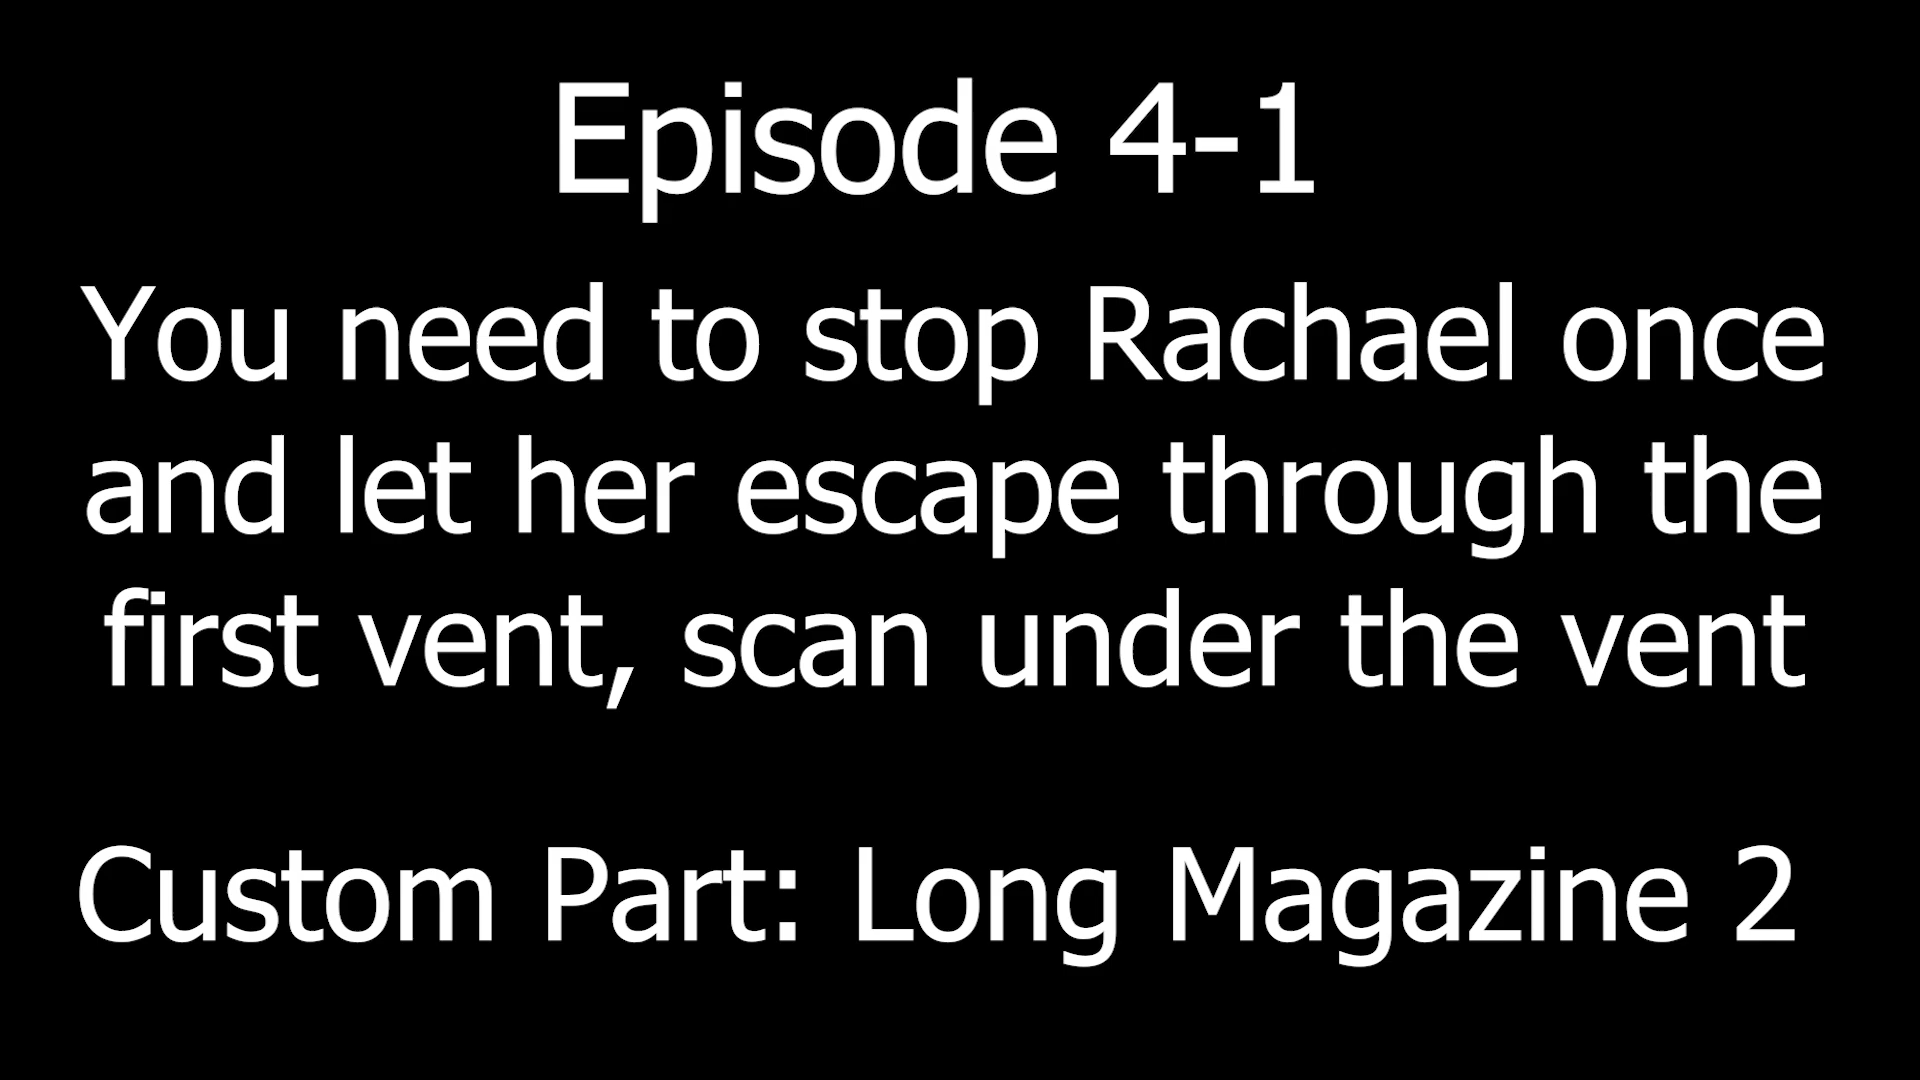 Episode 4-1
You need to stop Rachael once
and let her escape through the
first vent, scan under the vent
Custom Part: Long Magazine 2